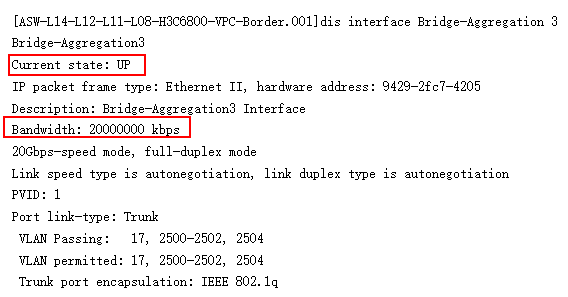 [ASW-L14-L12-L11-L08-H3C6800-VPC-Border.001]dis interface Bridge-Aggregation 3
Bridge-Aggregation3
Current state: UP
IP packet frame type: Ethernet II, hardware address: 9429-2fc7-4205
Description: Bridge-Aggregation3 Interface
Bandwidth: 20000000 kbps
20Gbps-speed mode, full-duplex mode
Link speed type is autonegotiation, link duplex type is autonegotiation
PVID: 1
Port link-type: Trunk
VLAN Passing:   17, 2500-2502, 2504
VLAN permitted: 17, 2500-2502, 2504
Trunk port encapsulation: IEEE 802.1q